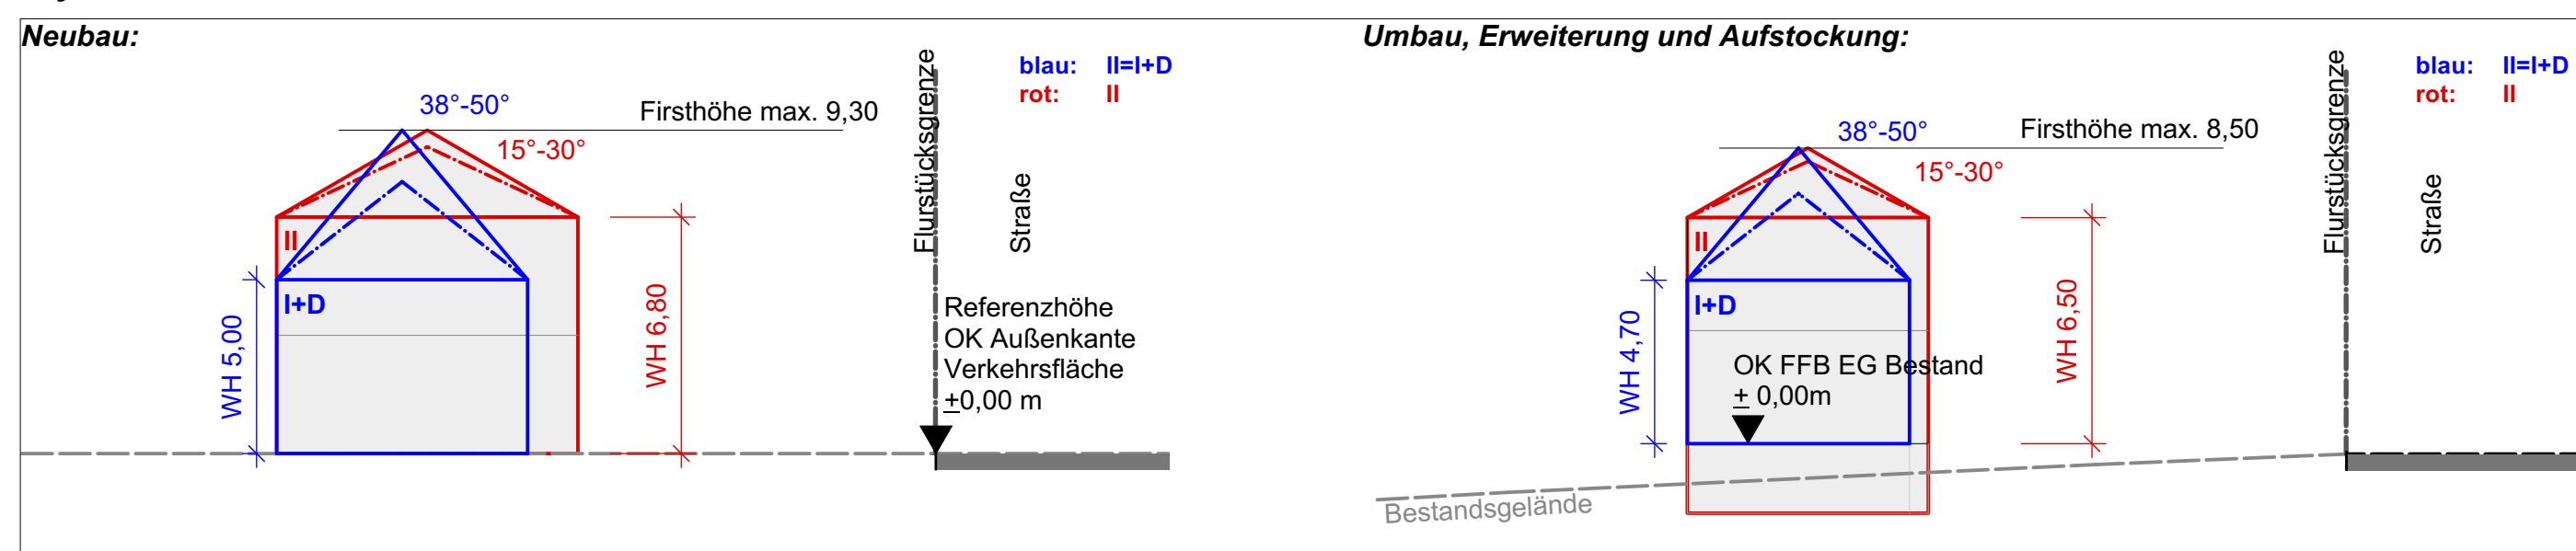 Neubau:
blau: II=I+D
rot: II
38°-50°
Firsthöhe max. 9,30
15°-30°
Flurstücksgrenze
Straße
II
I+D
WH 5,00
WH 6,80
Referenzhöhe
OK Außenkante
Verkehrsfläche
±0,00 m
Umbau, Erweiterung und Aufstockung:
blau: II=I+D
rot: II
38°-50°
Firsthöhe max. 8,50
15°-30°
Flurstücksgrenze
Straße
II
I+D
WH 4,70
WH 6,50
OK FFB EG Bestand
± 0,00m
Bestandsgelände